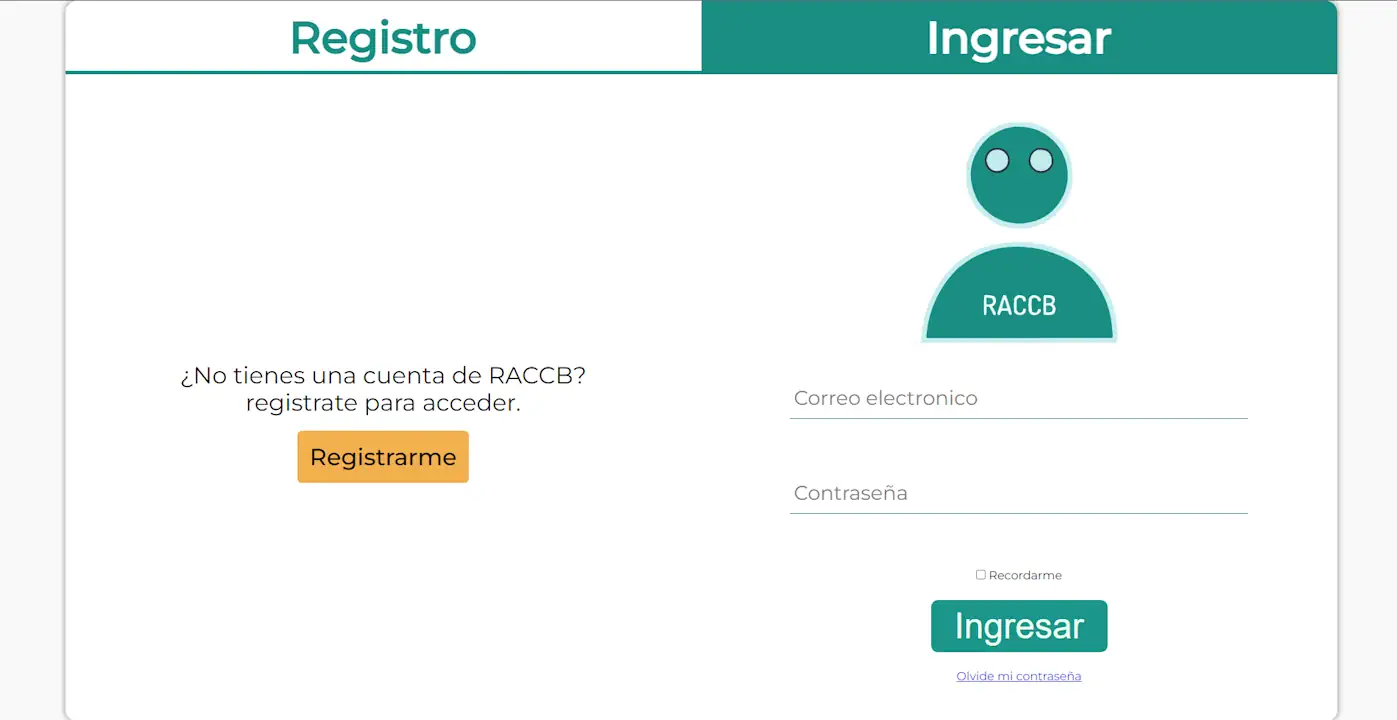 Registro
Ingresar
RACCB
¿No tienes una cuenta de RACCB?
registrate para acceder.
Registrarme
Correo electronico
Contraseña
Recordarme
Ingresar
Olvide mi contraseña